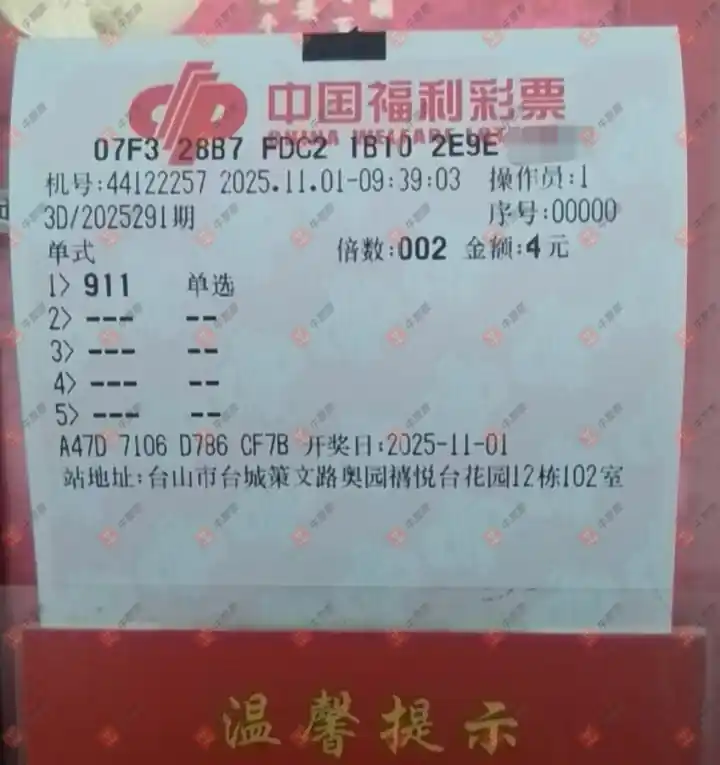 中国福利彩票
CHINA WELFARE LOT
07F3 28B7 FDC2 1B10 2E9E
机号:44122257 2025.11.01-09:39:03 操作员:1
3D/2025291期 序号:00000
单式 倍数:002 金额:4元
1> 911 单选
2> --- --
3> --- --
4> --- --
5> --- --
A47D 7106 D786 CF7B 开奖日:2025-11-01
站地址:台山市台城策文路奥园禧悦台花园12栋102室
温馨提示